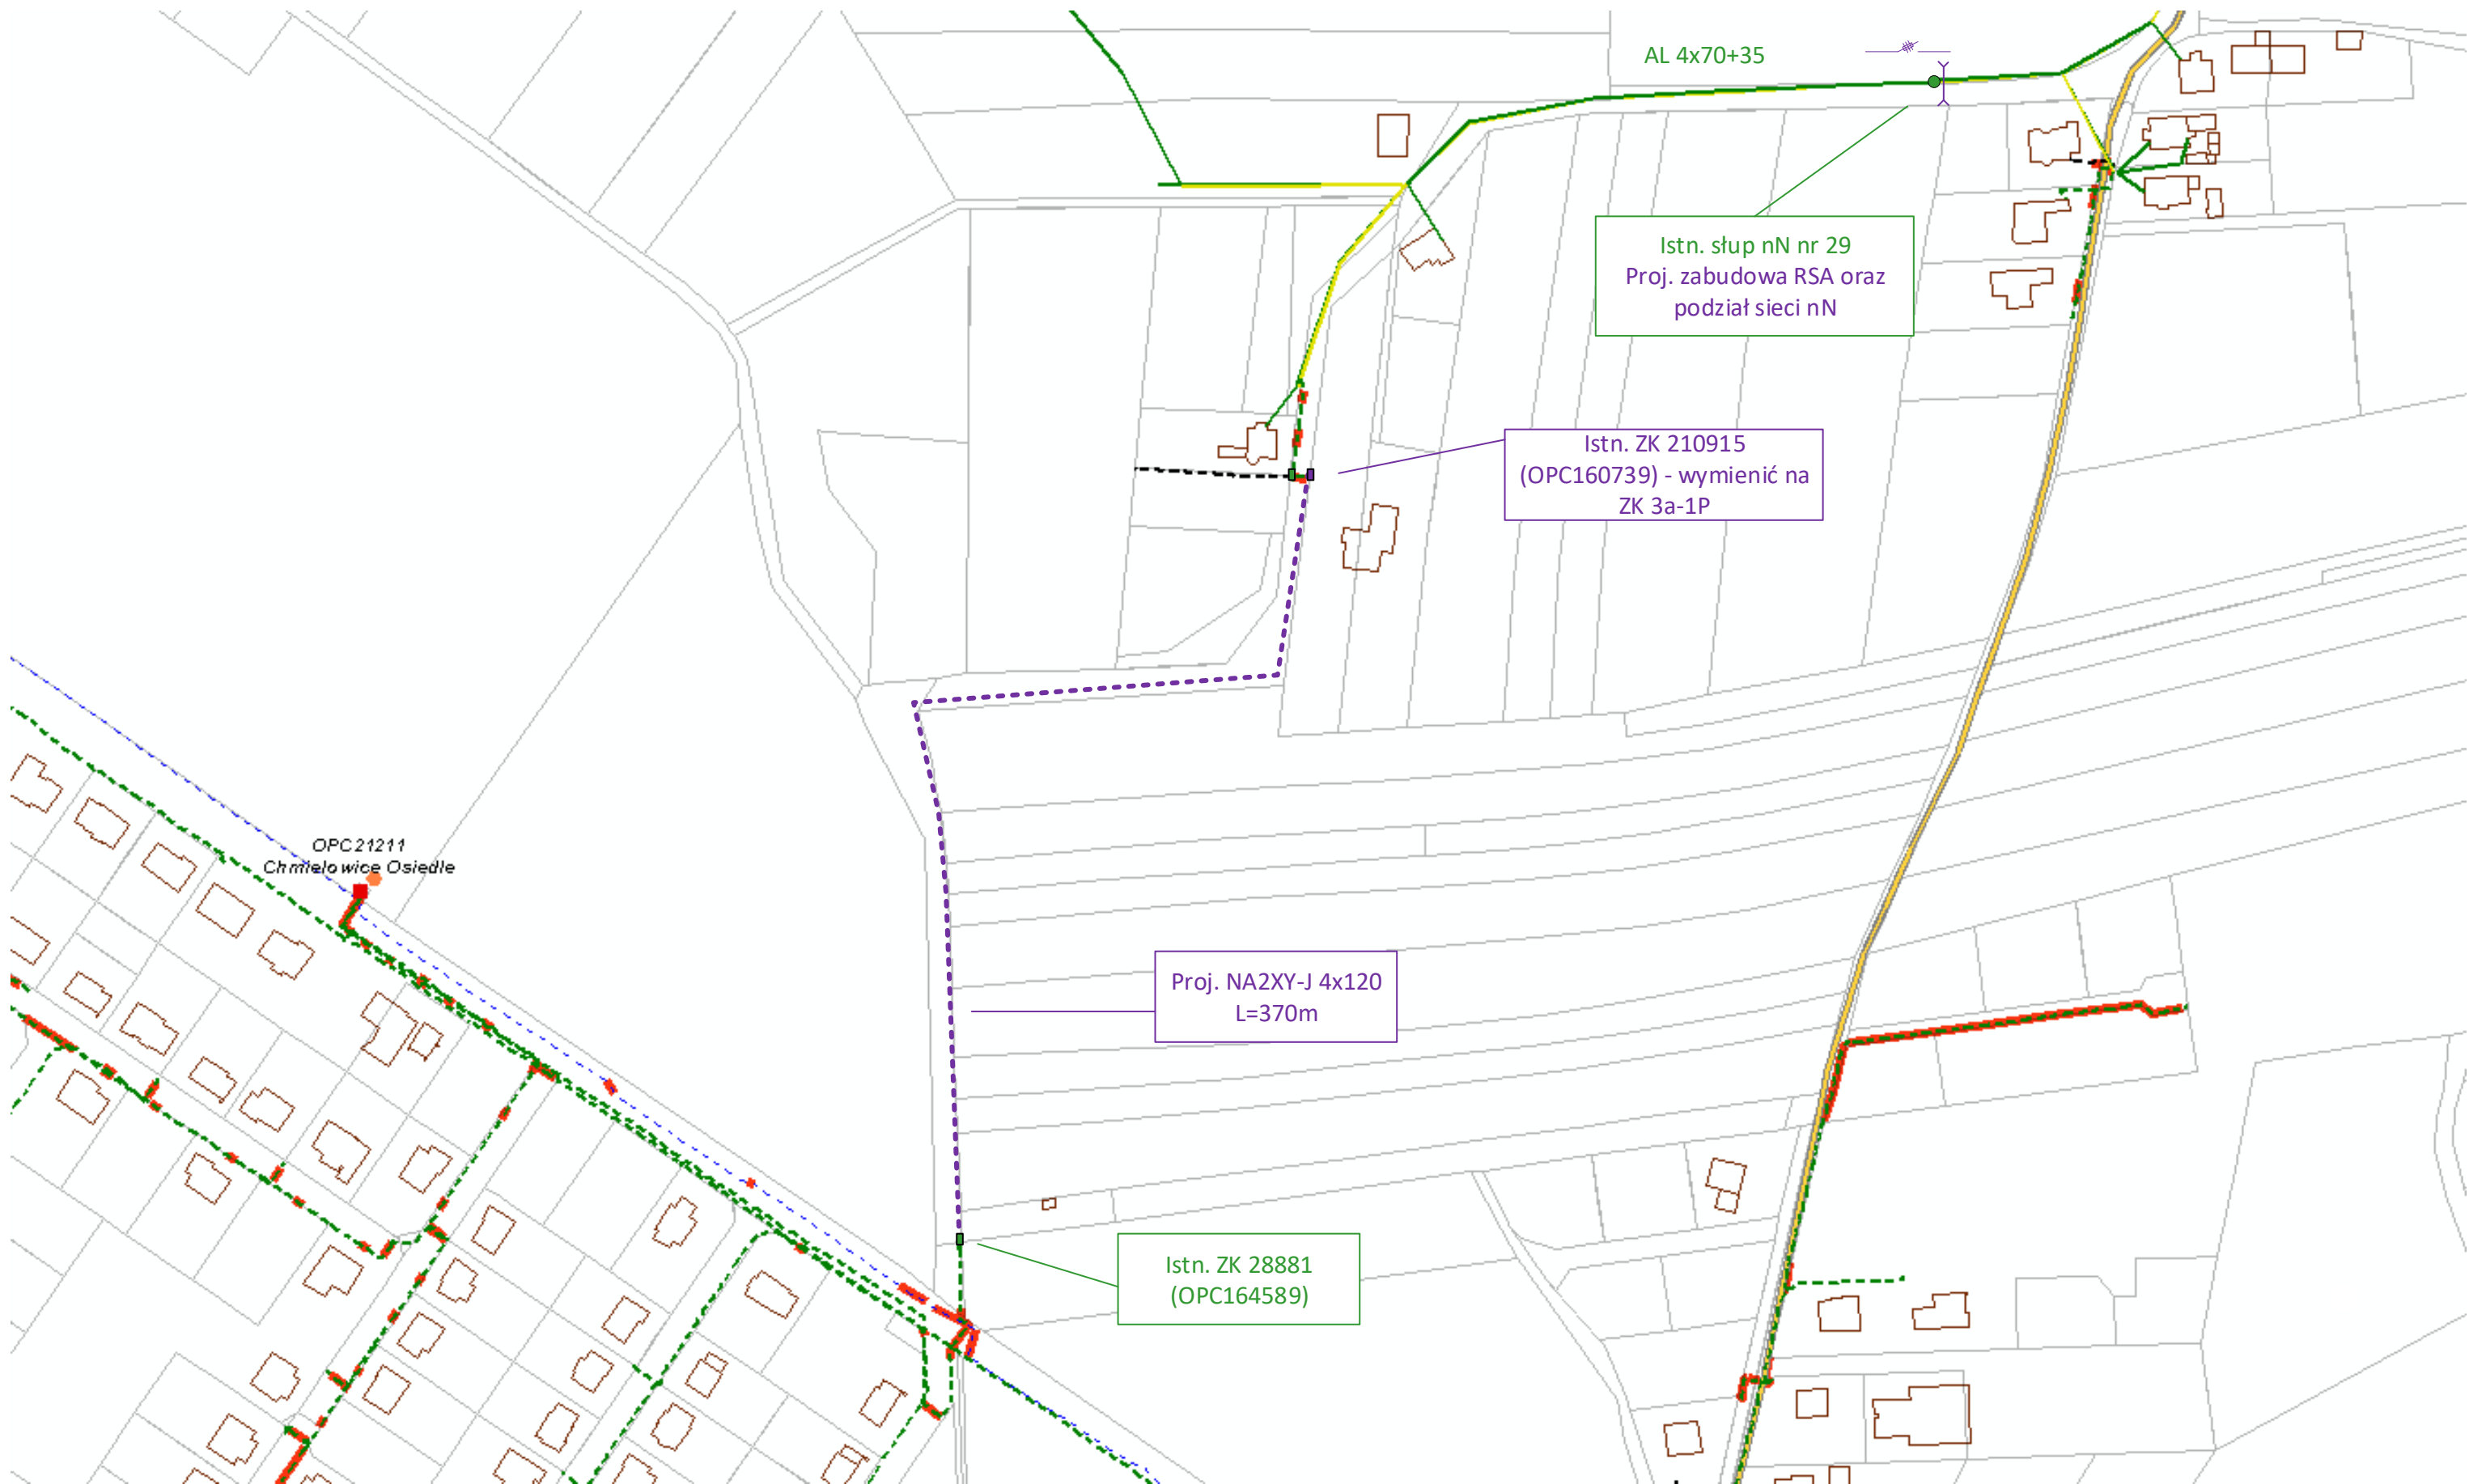 AL 4x70+35
Istn. słup nN nr 29
Proj. zabudowa RSA oraz
podział sieci nN
Istn. ZK 210915
(OPC160739) - wymienić na
ZK 3a-1P
OPC21211
Chmielowice Osiedle
Proj. NA2XY-J 4x120
L=370m
Istn. ZK 28881
(OPC164589)